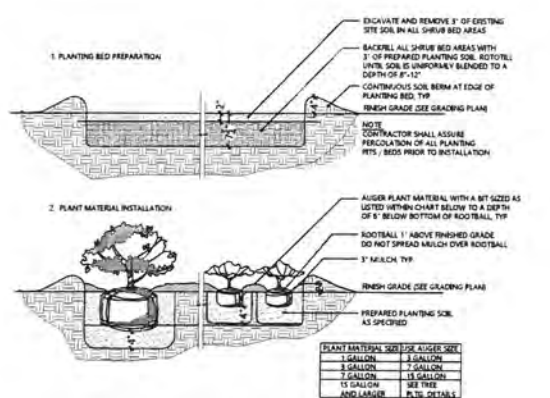 1. PLANTING BED PREPARATION
EXCAVATE AND REMOVE 3" OF EXISTING
SITE SOIL IN ALL SHRUB BED AREAS
BACKFILL ALL SHRUB BED AREAS WITH
3" OF PREPARED PLANTING SOIL. ROTOTILL
UNTIL SOIL IS UNIFORMLY BLENDED TO A
DEPTH OF 8"-12"
CONTINUOUS SOIL BERM AT EDGE OF
PLANTING BED, TYP
FINISH GRADE (SEE GRADING PLAN)
NOTE
CONTRACTOR SHALL ASSURE
PERCOLATION OF ALL PLANTING
PITS / BEDS PRIOR TO INSTALLATION
2. PLANT MATERIAL INSTALLATION
AUGER PLANT MATERIAL WITH A BIT SIZED AS
LISTED WITHIN CHART BELOW TO A DEPTH
OF 6" BELOW BOTTOM OF ROOTBALL, TYP
ROOTBALL 1" ABOVE FINISHED GRADE
DO NOT SPREAD MULCH OVER ROOTBALL
3" MULCH, TYP.
FINISH GRADE (SEE GRADING PLAN)
PREPARED PLANTING SOIL
AS SPECIFIED
PLANT MATERIAL SIZE USE AUGER SIZE
1 GALLON 3 GALLON
3 GALLON 7 GALLON
7 GALLON 15 GALLON
15 GALLON SEE TREE
AND LARGER PLTG. DETAILS